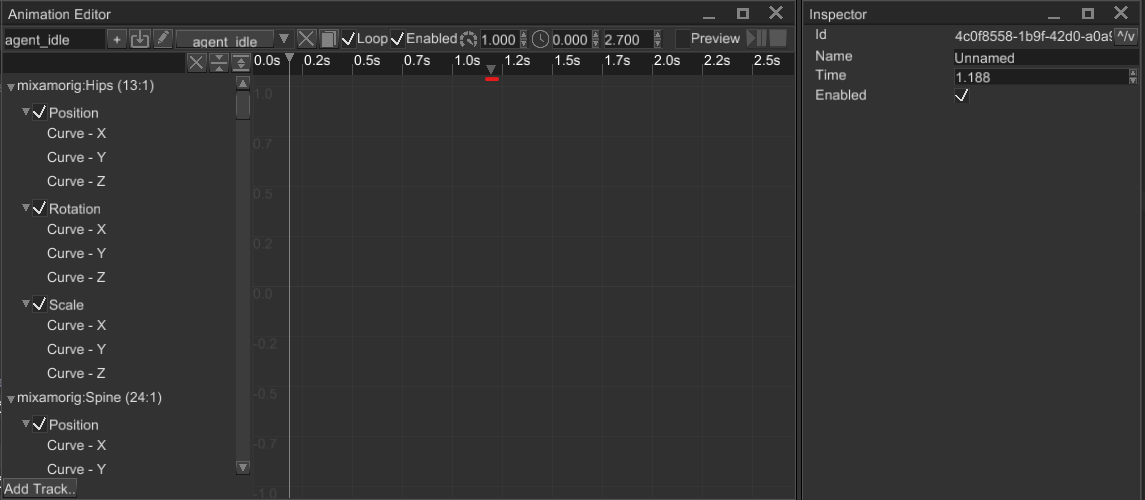 Animation Editor
agent_idle + agent_idle Loop Enabled 1.000 0.000 2.700 Preview
0.0s 0.2s 0.5s 0.7s 1.0s 1.2s 1.5s 1.7s 2.0s 2.2s 2.5s
mixamorig:Hips (13:1)
Position
Curve - X
Curve - Y
Curve - Z
Rotation
Curve - X
Curve - Y
Curve - Z
Scale
Curve - X
Curve - Y
Curve - Z
mixamorig:Spine (24:1)
Position
Curve - X
Curve - Y
Add Track..
1.0
0.7
0.5
0.2
0.0
-0.2
-0.5
-0.7
-1.0
Inspector
Id 4c0f8558-1b9f-42d0-a0a9 ^/v
Name Unnamed
Time 1.188
Enabled